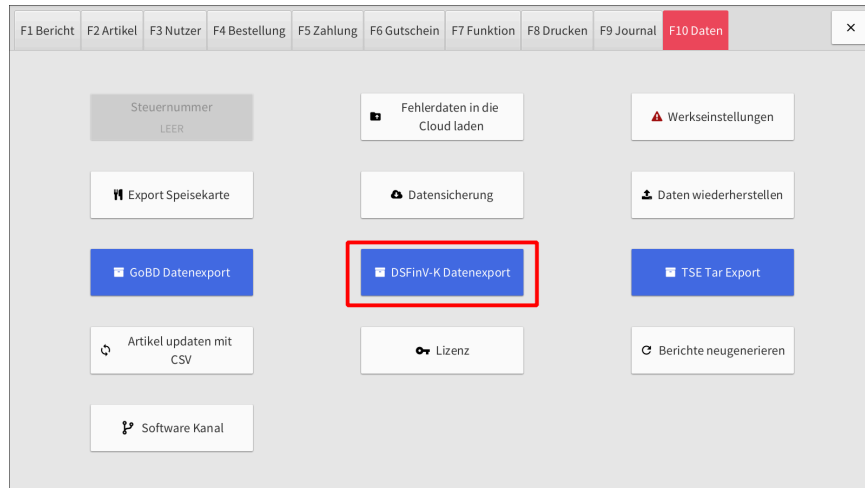 F1 Bericht F2 Artikel F3 Nutzer F4 Bestellung F5 Zahlung F6 Gutschein F7 Funktion F8 Drucken F9 Journal F10 Daten ×
Steuernummer
LEER
Fehlerdaten in die
Cloud laden
Werkseinstellungen
Export Speisekarte
Datensicherung
Daten wiederherstellen
GoBD Datenexport
DSFinV-K Datenexport
TSE Tar Export
Artikel updaten mit
CSV
Lizenz
Berichte neugenerieren
Software Kanal